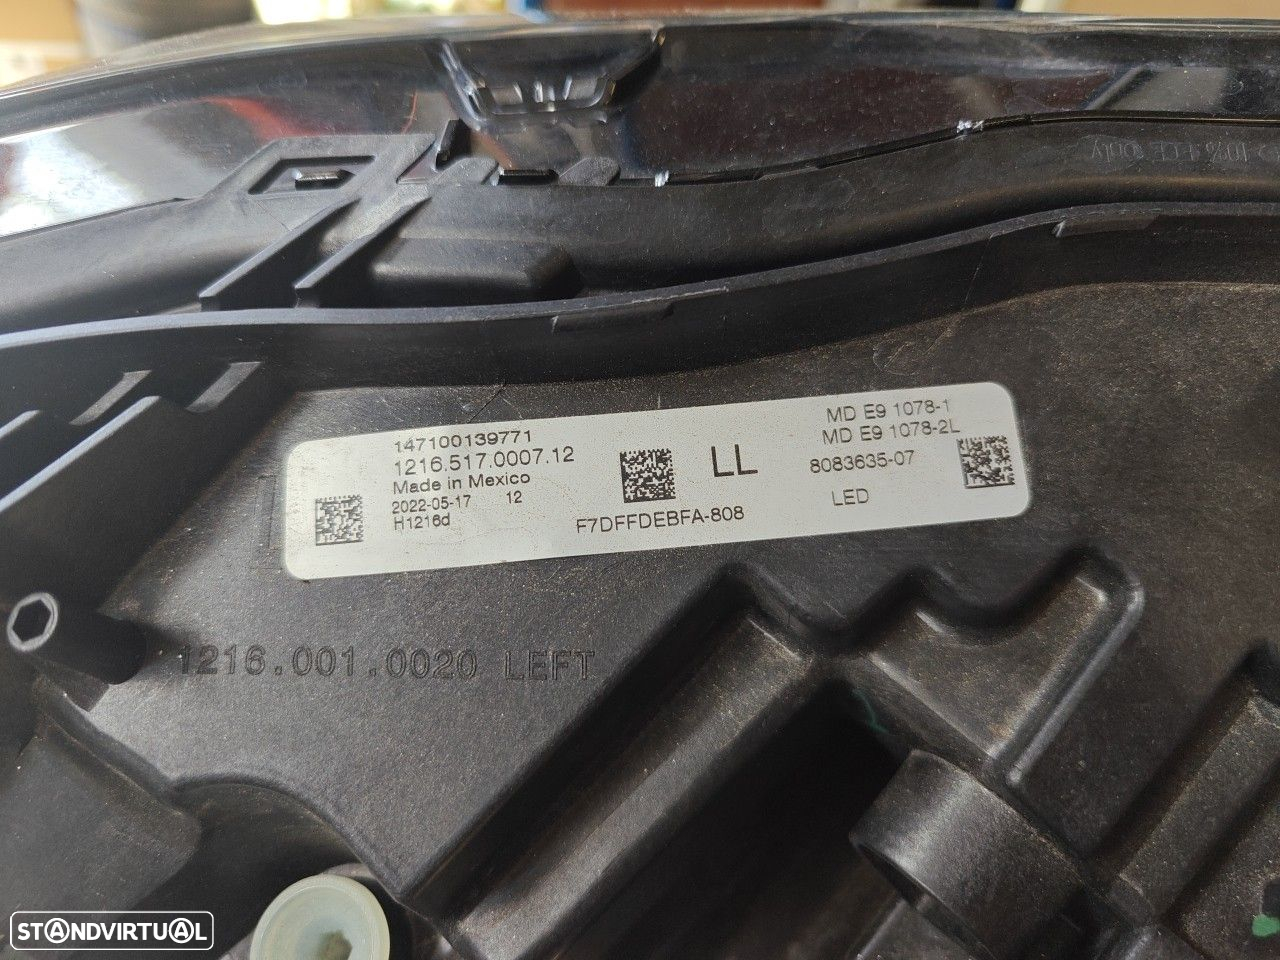 147100139771
1216.517.0007.12
Made in Mexico
2022-05-17 12
H1216d
LL
F7DFFDEBFA-808
MD E9 1078-1
MD E9 1078-2L
8083635-07
LED
1216.001.0020 LEFT
STANDVIRTUAL